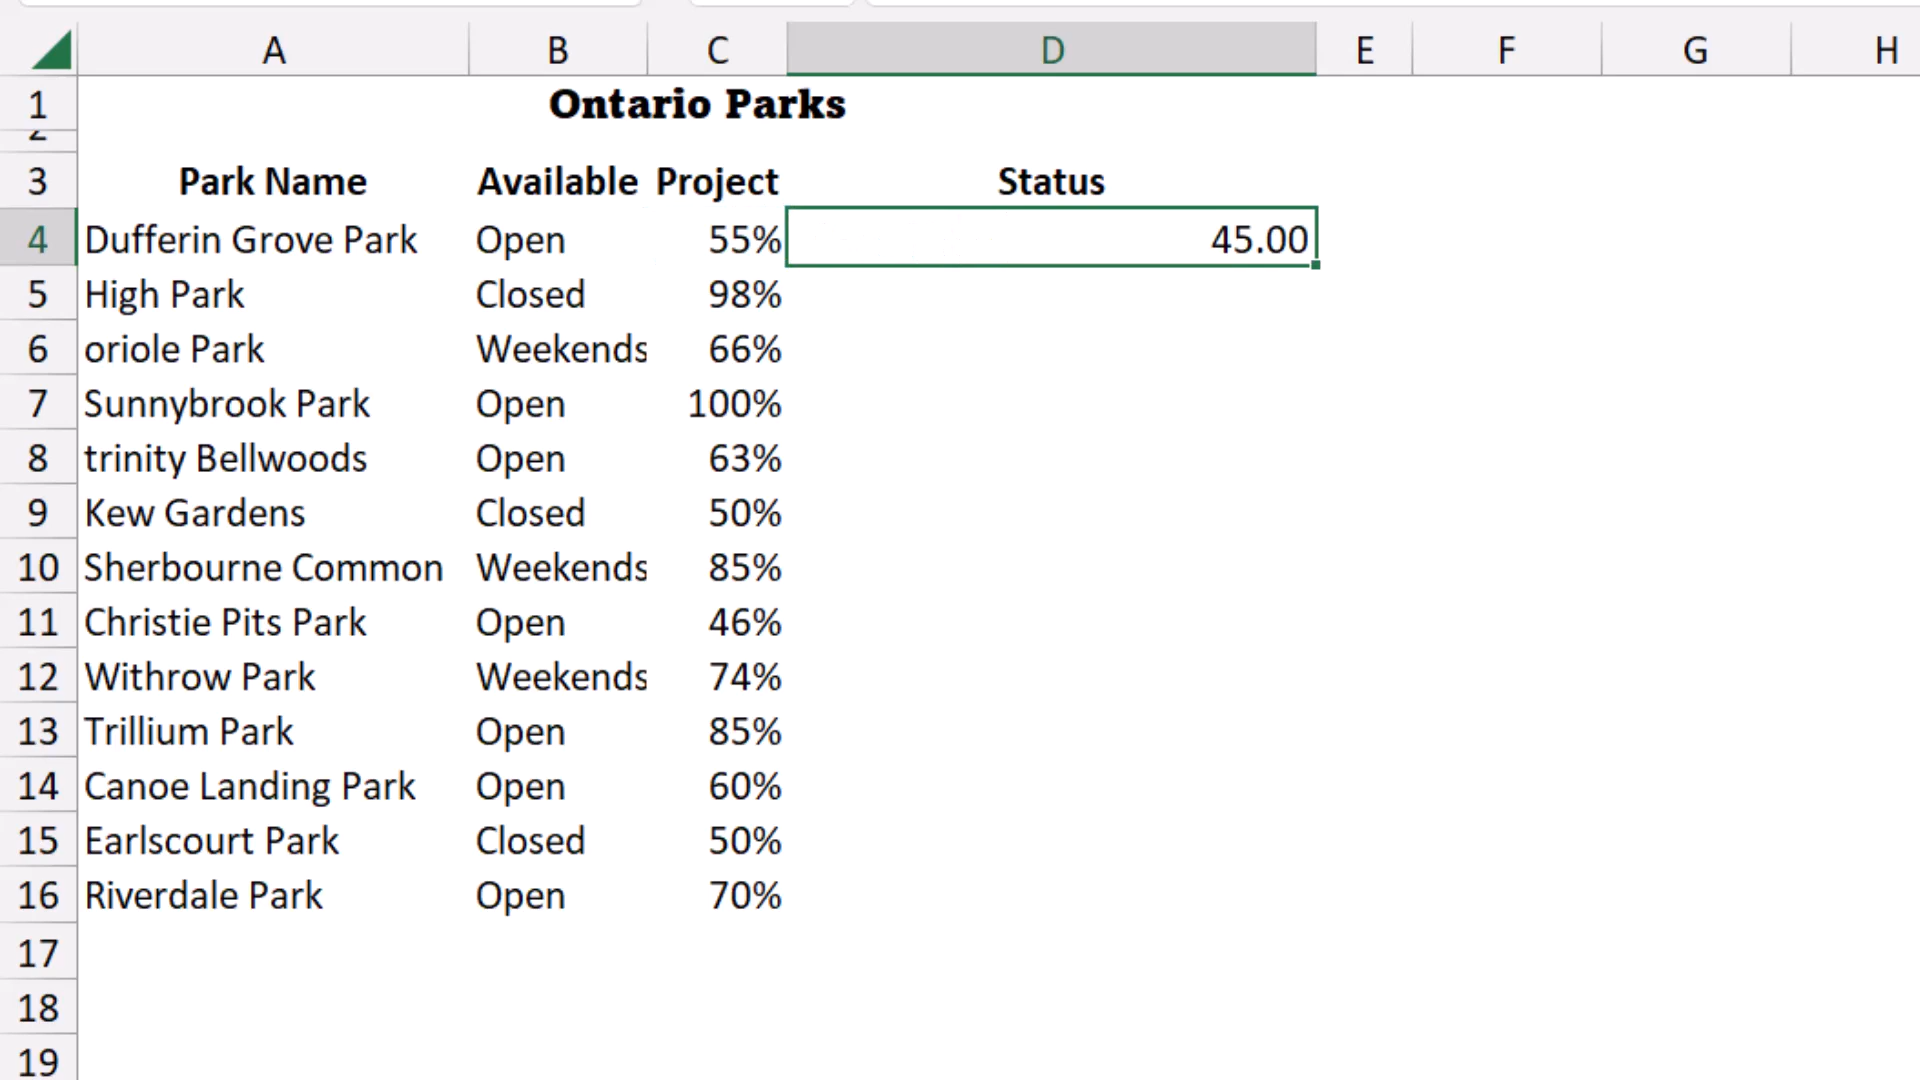 A B C D E F G H
1 Ontario Parks
2
3 Park Name Available Project Status
4 Dufferin Grove Park Open 55% 45.00
5 High Park Closed 98%
6 oriole Park Weekends 66%
7 Sunnybrook Park Open 100%
8 trinity Bellwoods Open 63%
9 Kew Gardens Closed 50%
10 Sherbourne Common Weekends 85%
11 Christie Pits Park Open 46%
12 Withrow Park Weekends 74%
13 Trillium Park Open 85%
14 Canoe Landing Park Open 60%
15 Earlscourt Park Closed 50%
16 Riverdale Park Open 70%
17
18
19